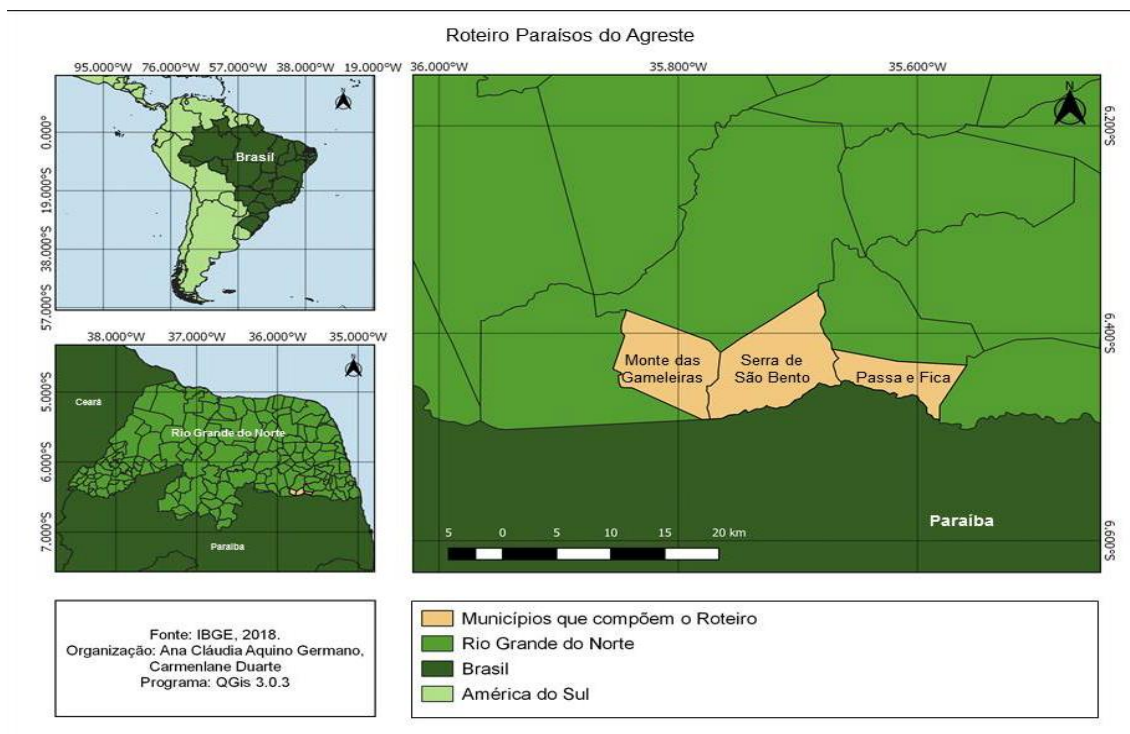 Roteiro Paraísos do Agreste
95.000°W 76.000°W 57.000°W 38.000°W 19.000°W
N
0.000°
19.000°S
38.000°S
57.000°S
Brasil
38.000°W 37.000°W 36.000°W 35.000°W
N
5.000°S
6.000°S
7.000°S
Ceará
Rio Grande do Norte
Paraíba
36.000°W 35.800°W 35.600°W
N
6.200°S
6.400°S
6.600°S
Monte das
Gameleiras
Serra de
São Bento
Passa e Fica
Paraíba
5 0 5 10 15 20 km
Fonte: IBGE, 2018.
Organização: Ana Cláudia Aquino Germano,
Carmenlane Duarte
Programa: QGis 3.0.3
Municípios que compõem o Roteiro
Rio Grande do Norte
Brasil
América do Sul